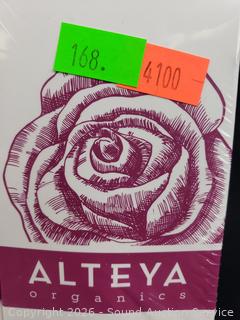 168.
4100
ALTEYA
organics
Copyright 2026 - Sound Auction Service